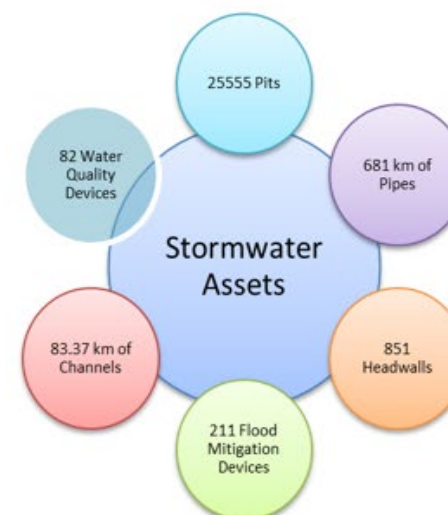 25555 Pits
681 km of
Pipes
851
Headwalls
211 Flood
Mitigation
Devices
83.37 km of
Channels
82 Water
Quality
Devices
Stormwater
Assets